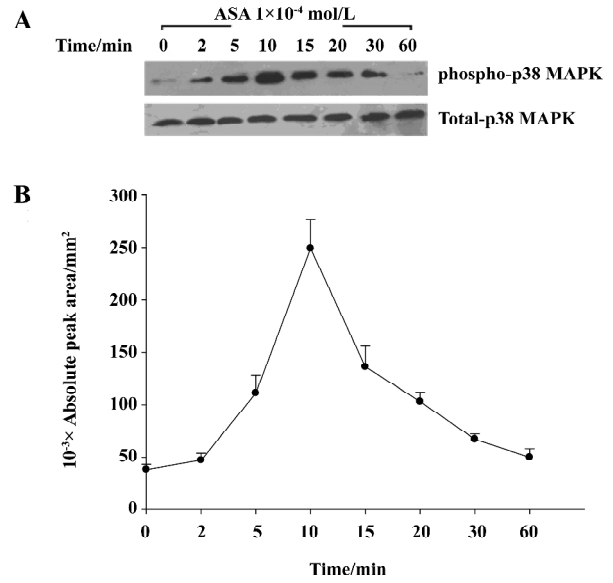 A
ASA 1×10⁻⁴ mol/L
Time/min 0 2 5 10 15 20 30 60
phospho-p38 MAPK
Total-p38 MAPK
B
10⁻³× Absolute peak area/mm²
300
250
150
100
50
0
0 2 5 10 15 20 30 60
Time/min